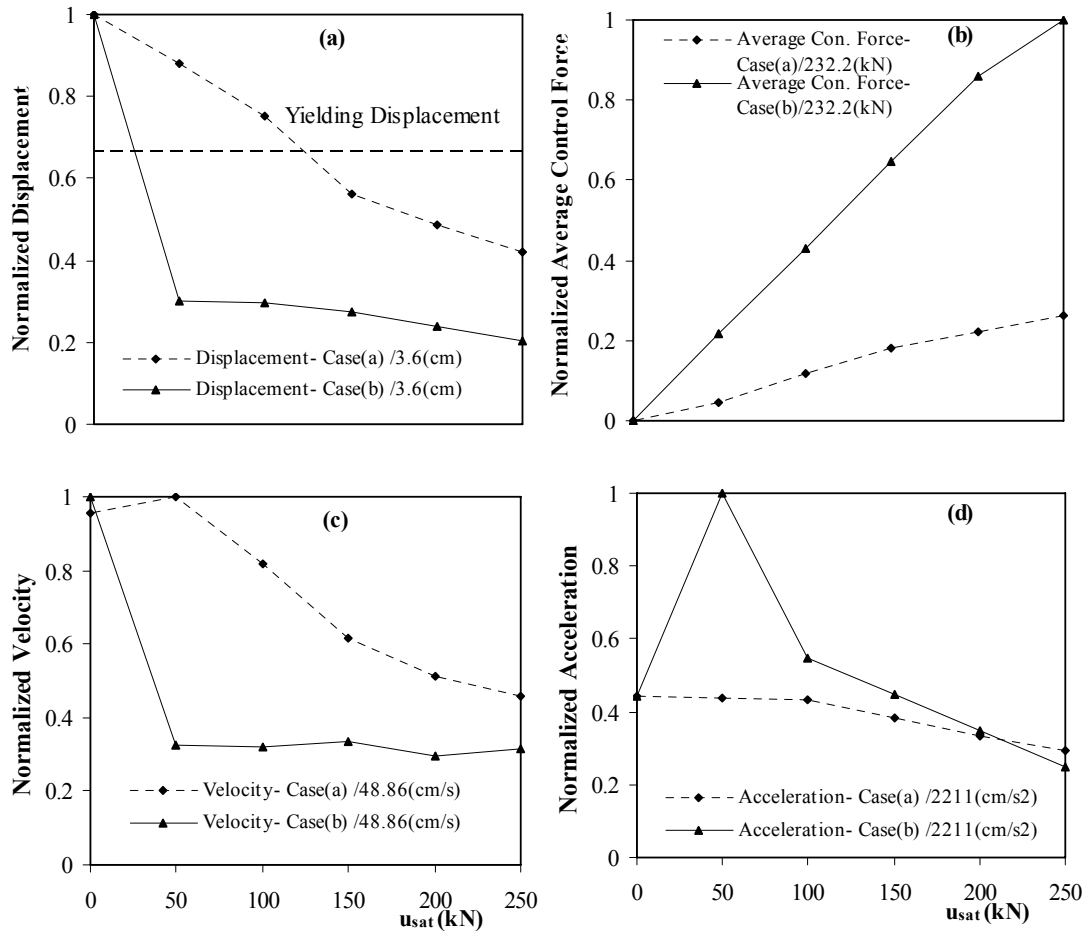 (a)
Normalized Displacement
1
0.8
0.6
0.4
0.2
0
Yielding Displacement
Displacement- Case(a) /3.6(cm)
Displacement- Case(b) /3.6(cm)
(b)
Normalized Average Control Force
1
0.8
0.6
0.4
0.2
0
Average Con. Force-
Case(a)/232.2(kN)
Average Con. Force-
Case(b)/232.2(kN)
(c)
Normalized Velocity
1
0.8
0.6
0.4
0.2
0
Velocity- Case(a) /48.86(cm/s)
Velocity- Case(b) /48.86(cm/s)
0 50 100 150 200 250
usat (kN)
(d)
Normalized Acceleration
1
0.8
0.6
0.4
0.2
0
Acceleration- Case(a) /2211(cm/s2)
Acceleration- Case(b) /2211(cm/s2)
0 50 100 150 200 250
usat (kN)